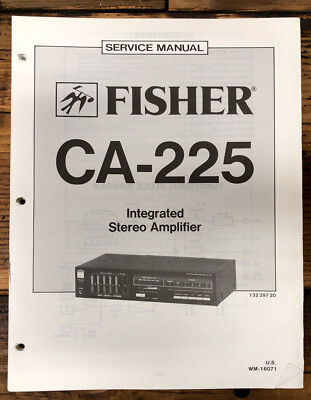 SERVICE MANUAL
FISHER®
CA-225
Integrated
Stereo Amplifier
132 297 20
U.S.
WM-16071